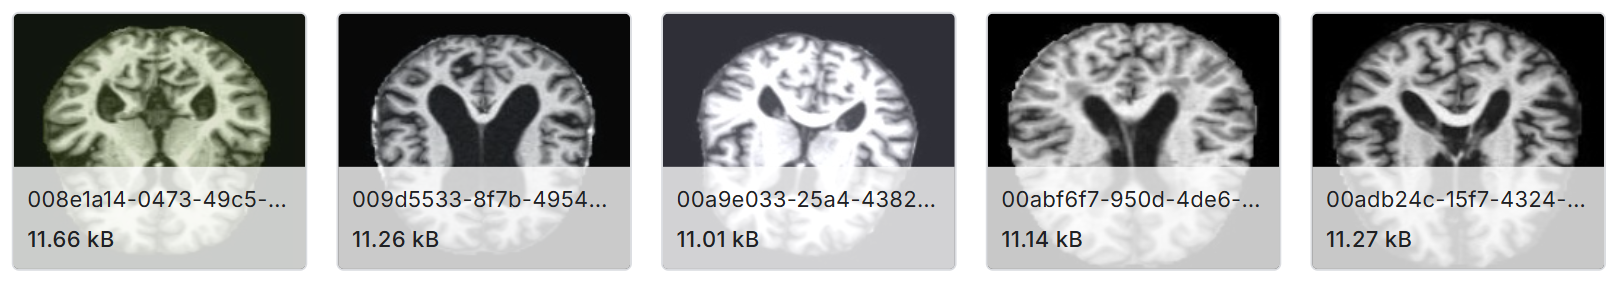 008e1a14-0473-49c5-...
11.66 kB
009d5533-8f7b-4954...
11.26 kB
00a9e033-25a4-4382...
11.01 kB
00abf6f7-950d-4de6-...
11.14 kB
00adb24c-15f7-4324-...
11.27 kB